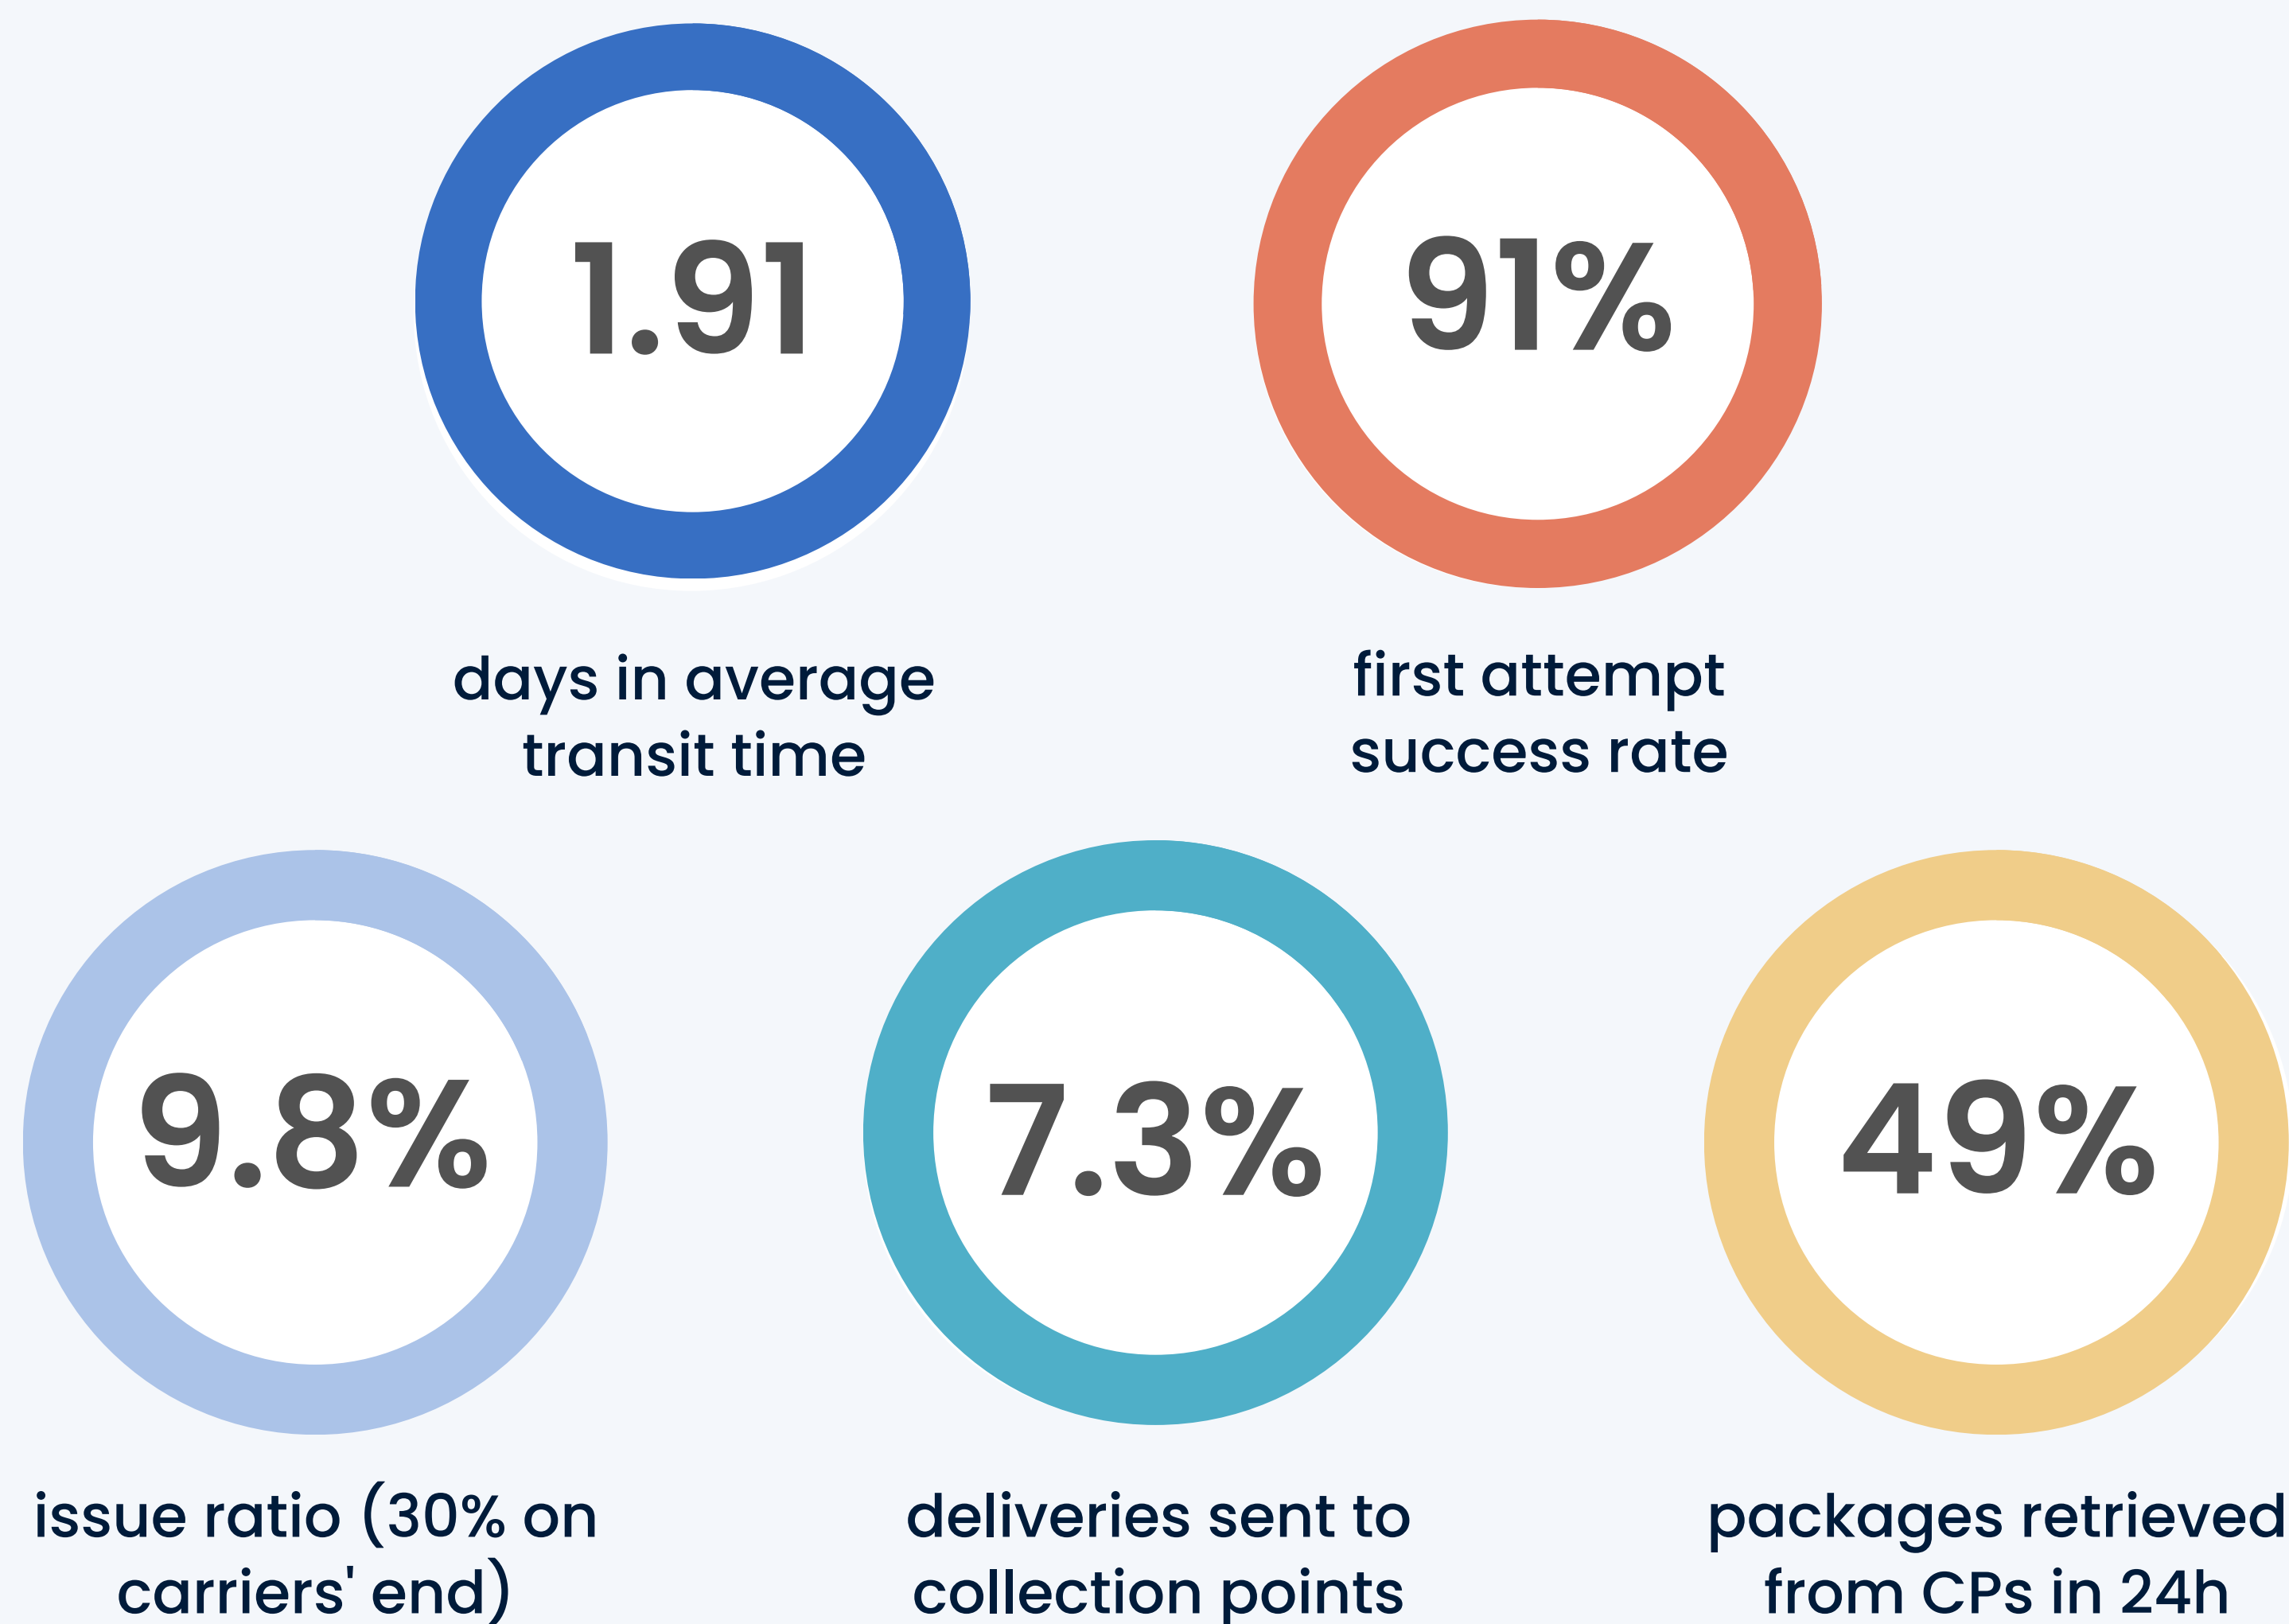 1.91
days in average
transit time
91%
first attempt
success rate
9.8%
issue ratio (30% on
carriers' end)
7.3%
deliveries sent to
collection points
49%
packages retrieved
from CPs in 24h